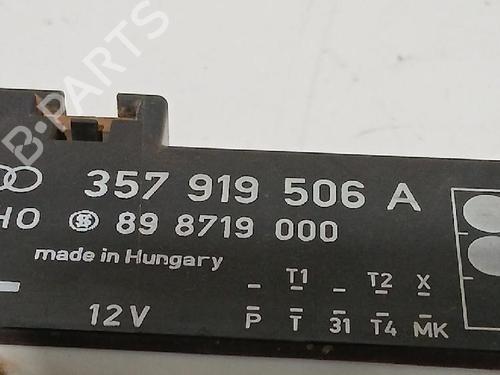 B-PARTS
357 919 506 A
HO 89 8719 000
made in Hungary
T1 T2 X
12V P T 31 T4 MK